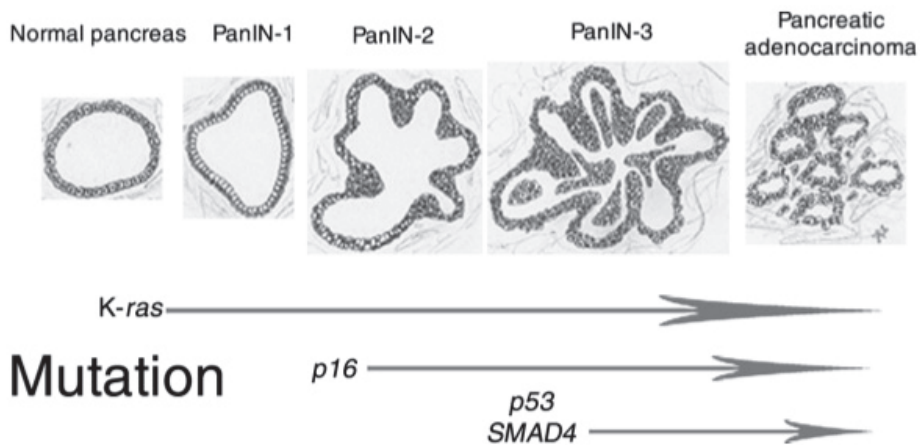 Normal pancreas PanIN-1 PanIN-2 PanIN-3 Pancreatic
adenocarcinoma
K-ras
Mutation
p16
p53
SMAD4